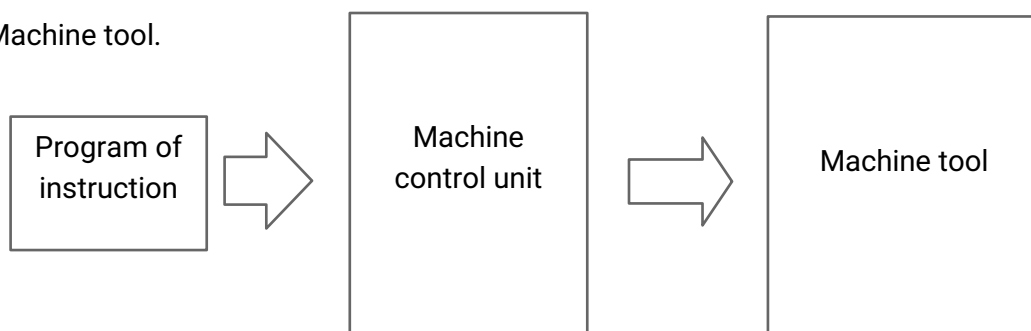 Machine tool.
Program of
instruction
Machine
control unit
Machine tool